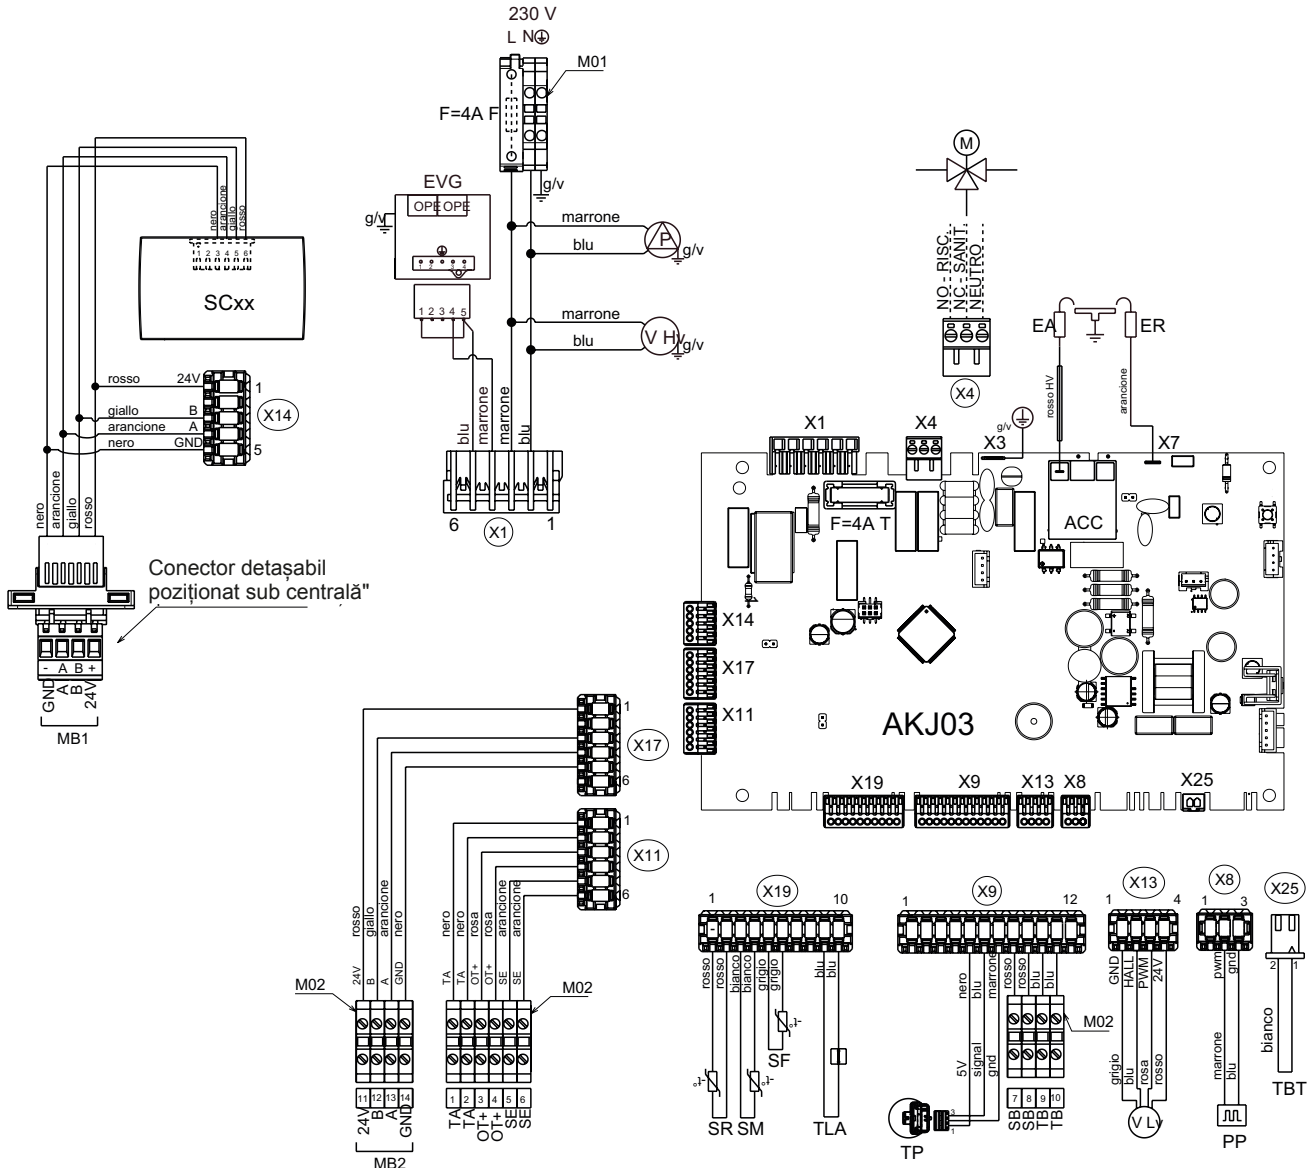 230 V
L N
M01
F=4A F
g/v
EVG
OPE OPE
g/v
1 2 3 4
1 2 3 4 5
marrone
P
g/v
blu
marrone
V Hv
g/v
blu
blu
marrone
marrone
blu
6
1
X1
nero
arancione
giallo
rosso
1 2 3 4 5 6
SCxx
rosso 24V
giallo B
arancione A
nero GND
1
5
X14
nero
arancione
giallo
rosso
Conector detașabil
poziționat sub centrală"
- A B +
GND
A
B
24V
MB1
M
NO - RISC.
NC - SANIT.
NEUTRO
X4
EA
ER
rosso HV
arancione
X1
X4
X3
g/v
X7
F=4A T
ACC
X14
X17
X11
AKJ03
X19
X9
X13
X8
X25
1
6
X17
1
6
X11
rosso
giallo
arancione
nero
24V
B
A
GND
nero
nero
rosa
rosa
arancione
arancione
TA
TA
OT+
OT+
SE
SE
M02
M02
11 12 13 14
24V
B
A
GND
MB2
1 2 3 4 5 6
TA
TA
OT+
OT+
SE
SE
X19
1
10
rosso
rosso
bianco
bianco
grigio
grigio
blu
blu
SF
SR
SM
TLA
X9
1
12
nero
blu
marrone
rosso
rosso
blu
blu
5V
signal
gnd
M02
7 8 9 10
SB
SB
TB
TB
3
1
TP
X13
1
4
GND
HALL
PWM
24V
grigio
blu
rosa
rosso
V Lv
X8
1
3
pwm
gnd
marrone
blu
PP
X25
2 1
bianco
TBT